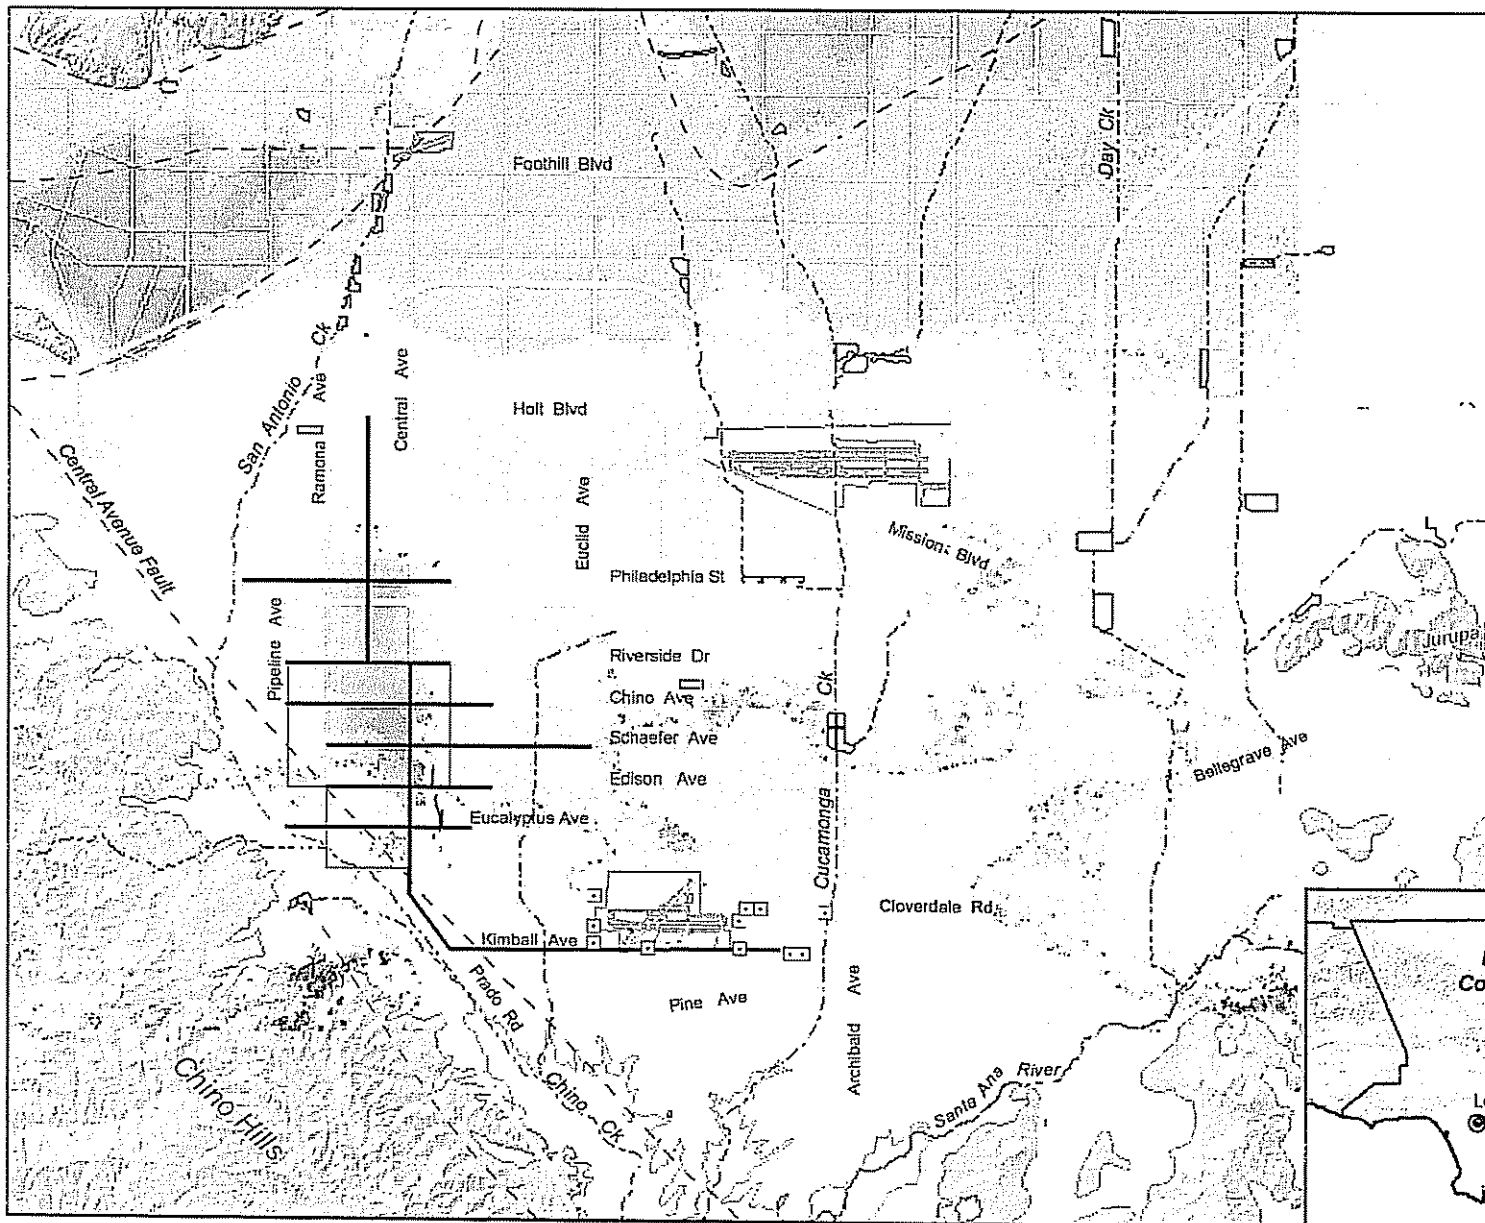 Foothill Blvd
Day Ck
San Antonio Ck
Ramona Ave
Central Ave
Holt Blvd
Euclid Ave
Central Avenue Fault
Mission Blvd
Philadelphia St
Pipeline Ave
Riverside Dr
Chino Ave
Schaefer Ave
Edison Ave
Eucalyptus Ave
Cucamonga Ck
Bellegrave Ave
Jurupa
Cloverdale Rd
Kimball Ave
Prado Rd
Pine Ave
Archibald Ave
Chino Ck
Santa Ana River
Chino Hills
Co